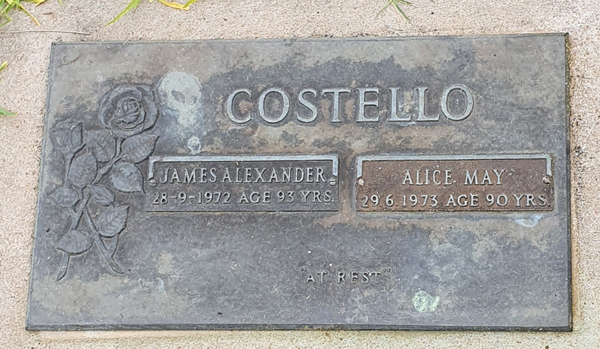 COSTELLO
JAMES ALEXANDER
28-9-1972 AGE 93 YRS.
ALICE MAY
29.6.1973 AGE 90 YRS.
"AT REST"